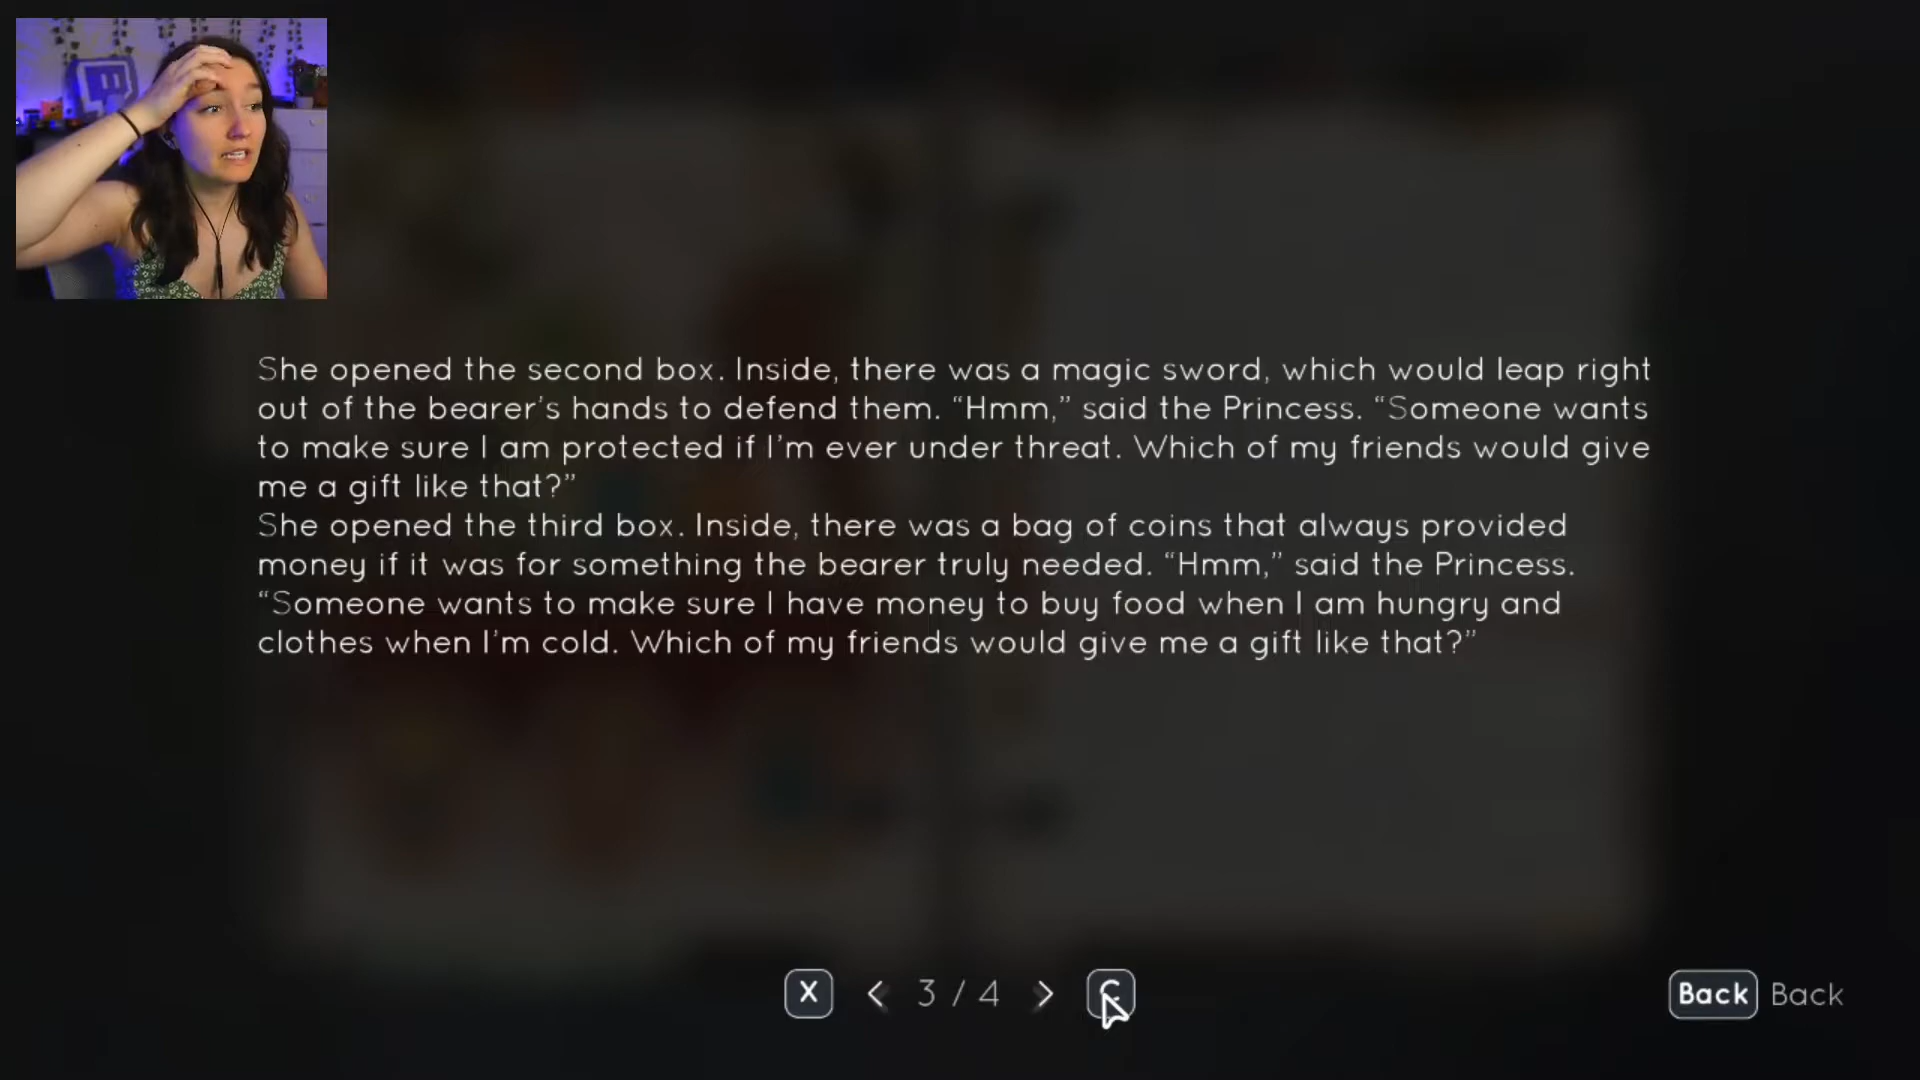 She opened the second box. Inside, there was a magic sword, which would leap right
out of the bearer's hands to defend them. “Hmm,” said the Princess. “Someone wants
to make sure I am protected if I'm ever under threat. Which of my friends would give
me a gift like that?”
She opened the third box. Inside, there was a bag of coins that always provided
money if it was for something the bearer truly needed. “Hmm,” said the Princess.
“Someone wants to make sure I have money to buy food when I am hungry and
clothes when I'm cold. Which of my friends would give me a gift like that?”
X < 3 / 4 > C Back Back